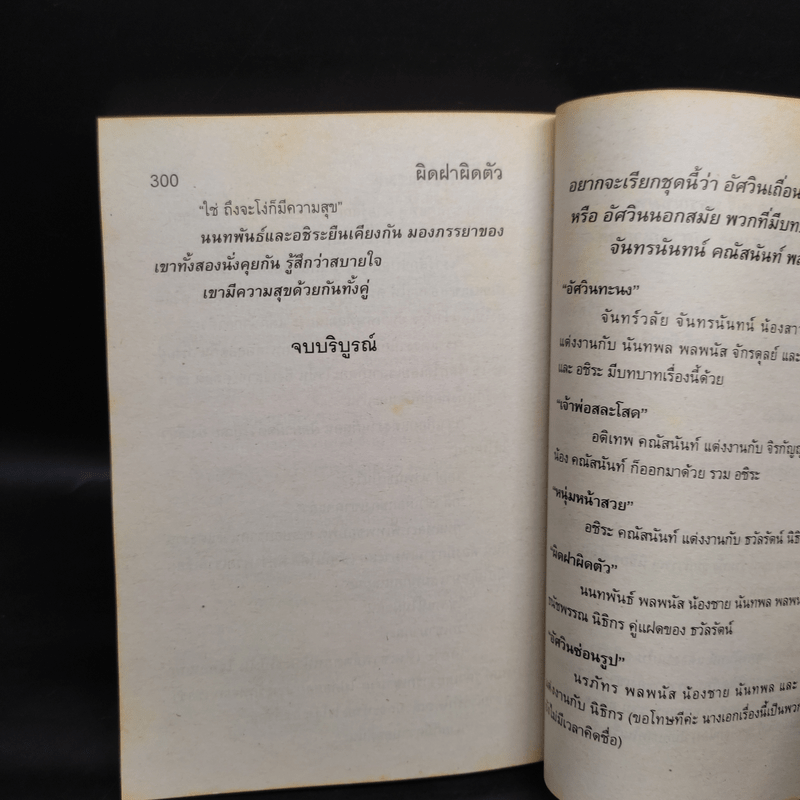 300
ผิดฝาผิดตัว
"ใช่ ถึงจะโง่ก็มีความสุข"
นนทพันธ์และอชิระยืนเคียงกัน มองภรรยาของ
เขาทั้งสองนั่งคุยกัน รู้สึกว่าสบายใจ
เขามีความสุขด้วยกันทั้งคู่
จบบริบูรณ์
อยากจะเรียกชุดนี้ว่า อัศวินเถื่อน
หรือ อัศวินนอกสมัย พวกที่มีบท
จันทรนันทน์ คณัสนันท์ พล
"อัศวินทะนง"
จันทร์วลัย จันทรนันทน์ น้องสาว
แต่งงานกับ นันทพล พลพนัส จักรดุลย์ และ
และ อชิระ มีบทบาทเรื่องนี้ด้วย
"เจ้าพ่อสละโสด"
อดิเทพ คณัสนันท์ แต่งงานกับ
น้อง คณัสนันท์ ก็ออกมาด้วย รวม อชิระ
"หนุ่มหน้าสวย"
อชิระ คณัสนันท์ แต่งงานกับ ธวัลรัตน์ นิธิ
"ผิดฝาผิดตัว"
นนทพันธ์ พลพนัส น้องชาย นันทพล พลพน
นิธิกร คู่แฝดของ ธวัลรัตน์
"อัศวินซ่อนรูป"
นรภัทร พลพนัส น้องชาย นันทพล และ
แต่งงานกับ นิธิกร (ขอโทษทีค่ะ นางเอกเรื่องนี้เป็นพวก
ไม่มีเวลาคิดชื่อ)